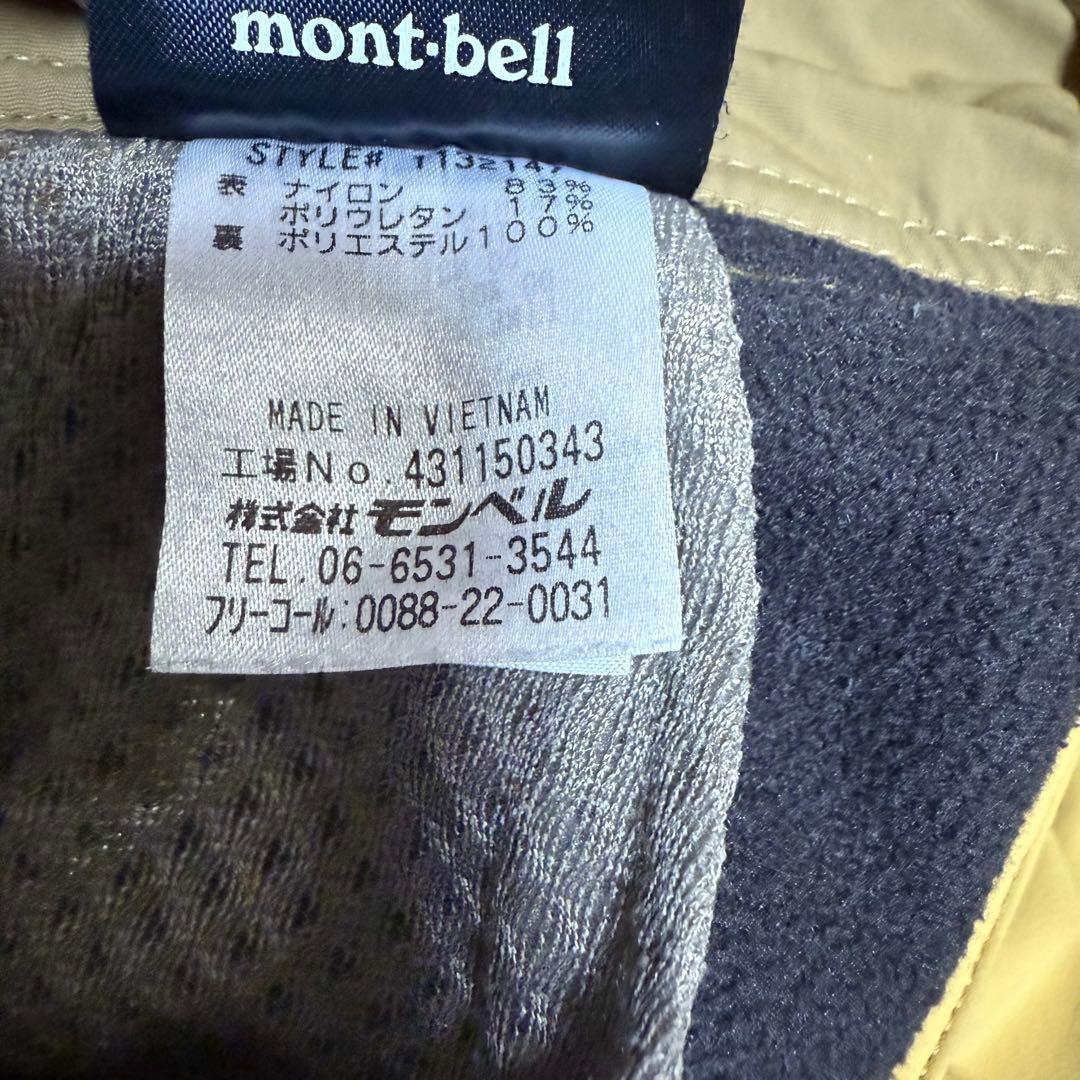 mont-bell
STYLE#
表 ナイロン 83%
ポリウレタン 17%
裏 ポリエステル100%
MADE IN VIETNAM
工場No.431150343
株式会社モンベル
TEL.06-6531-3544
フリーコール:0088-22-0031